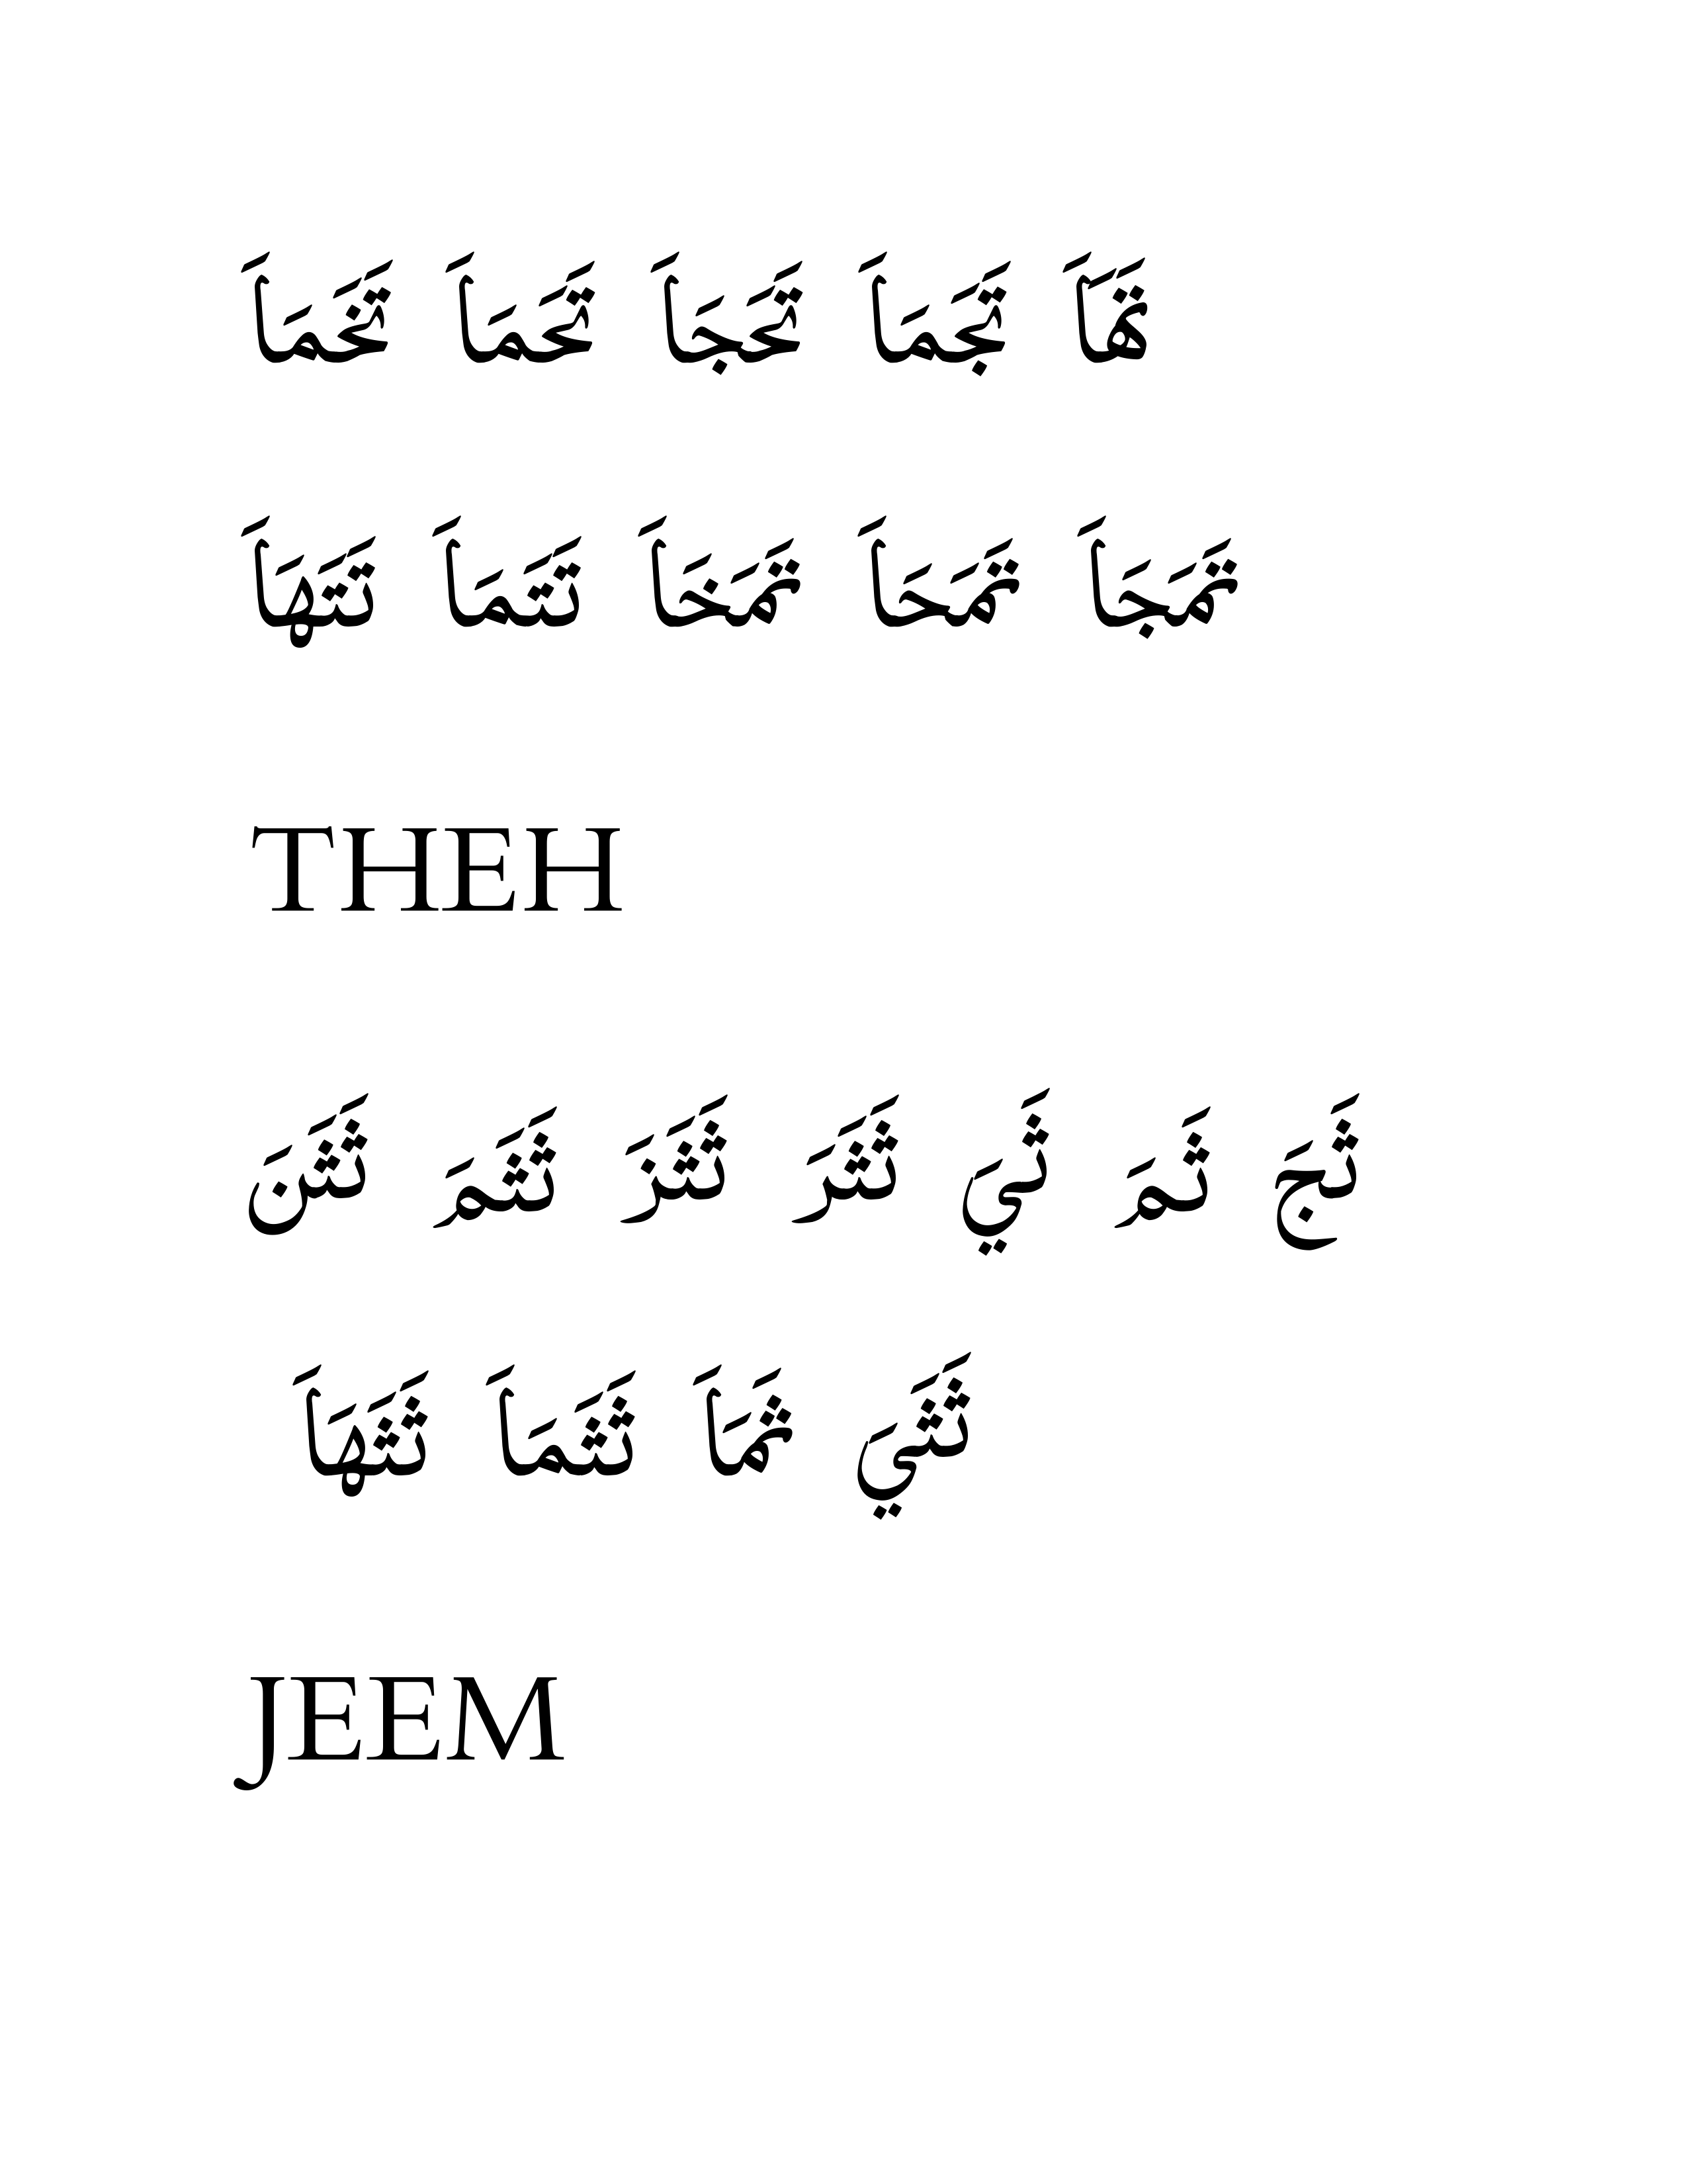 تَهَاَ تَجَمَاَ تَحَجَاَ تَحَمَاَ تَخَمَاَ
تَمَجَاَ تَمَحَاَ تَمَخَاَ تَتَمَاَ تَتَهَاَ
THEH
ثَجَ ثَمَ ثَي ثَثَرَ ثَثَزَ ثَثَمَ ثَثَنَ
ثَثَيَ ثَمَاَ ثَثَمَاَ ثَثَهَاَ
JEEM